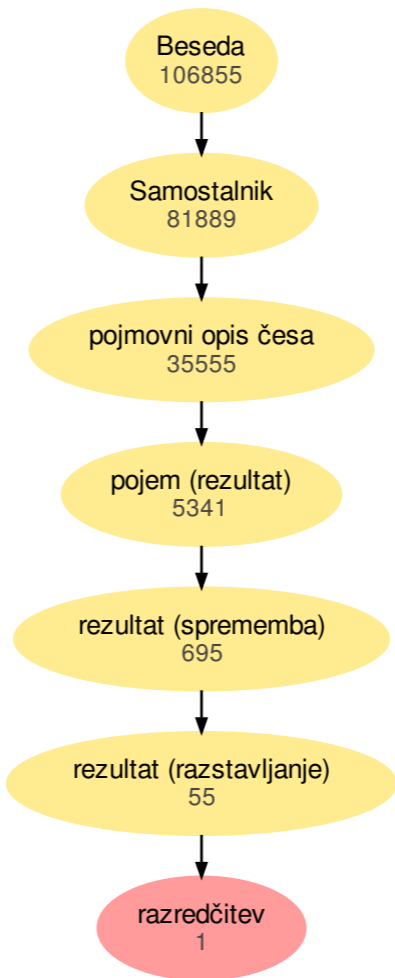 Beseda
106855
Samostalnik
81889
pojmovni opis česa
35555
pojem (rezultat)
5341
rezultat (sprememba)
695
rezultat (razstavljanje)
55
razredčitev
1